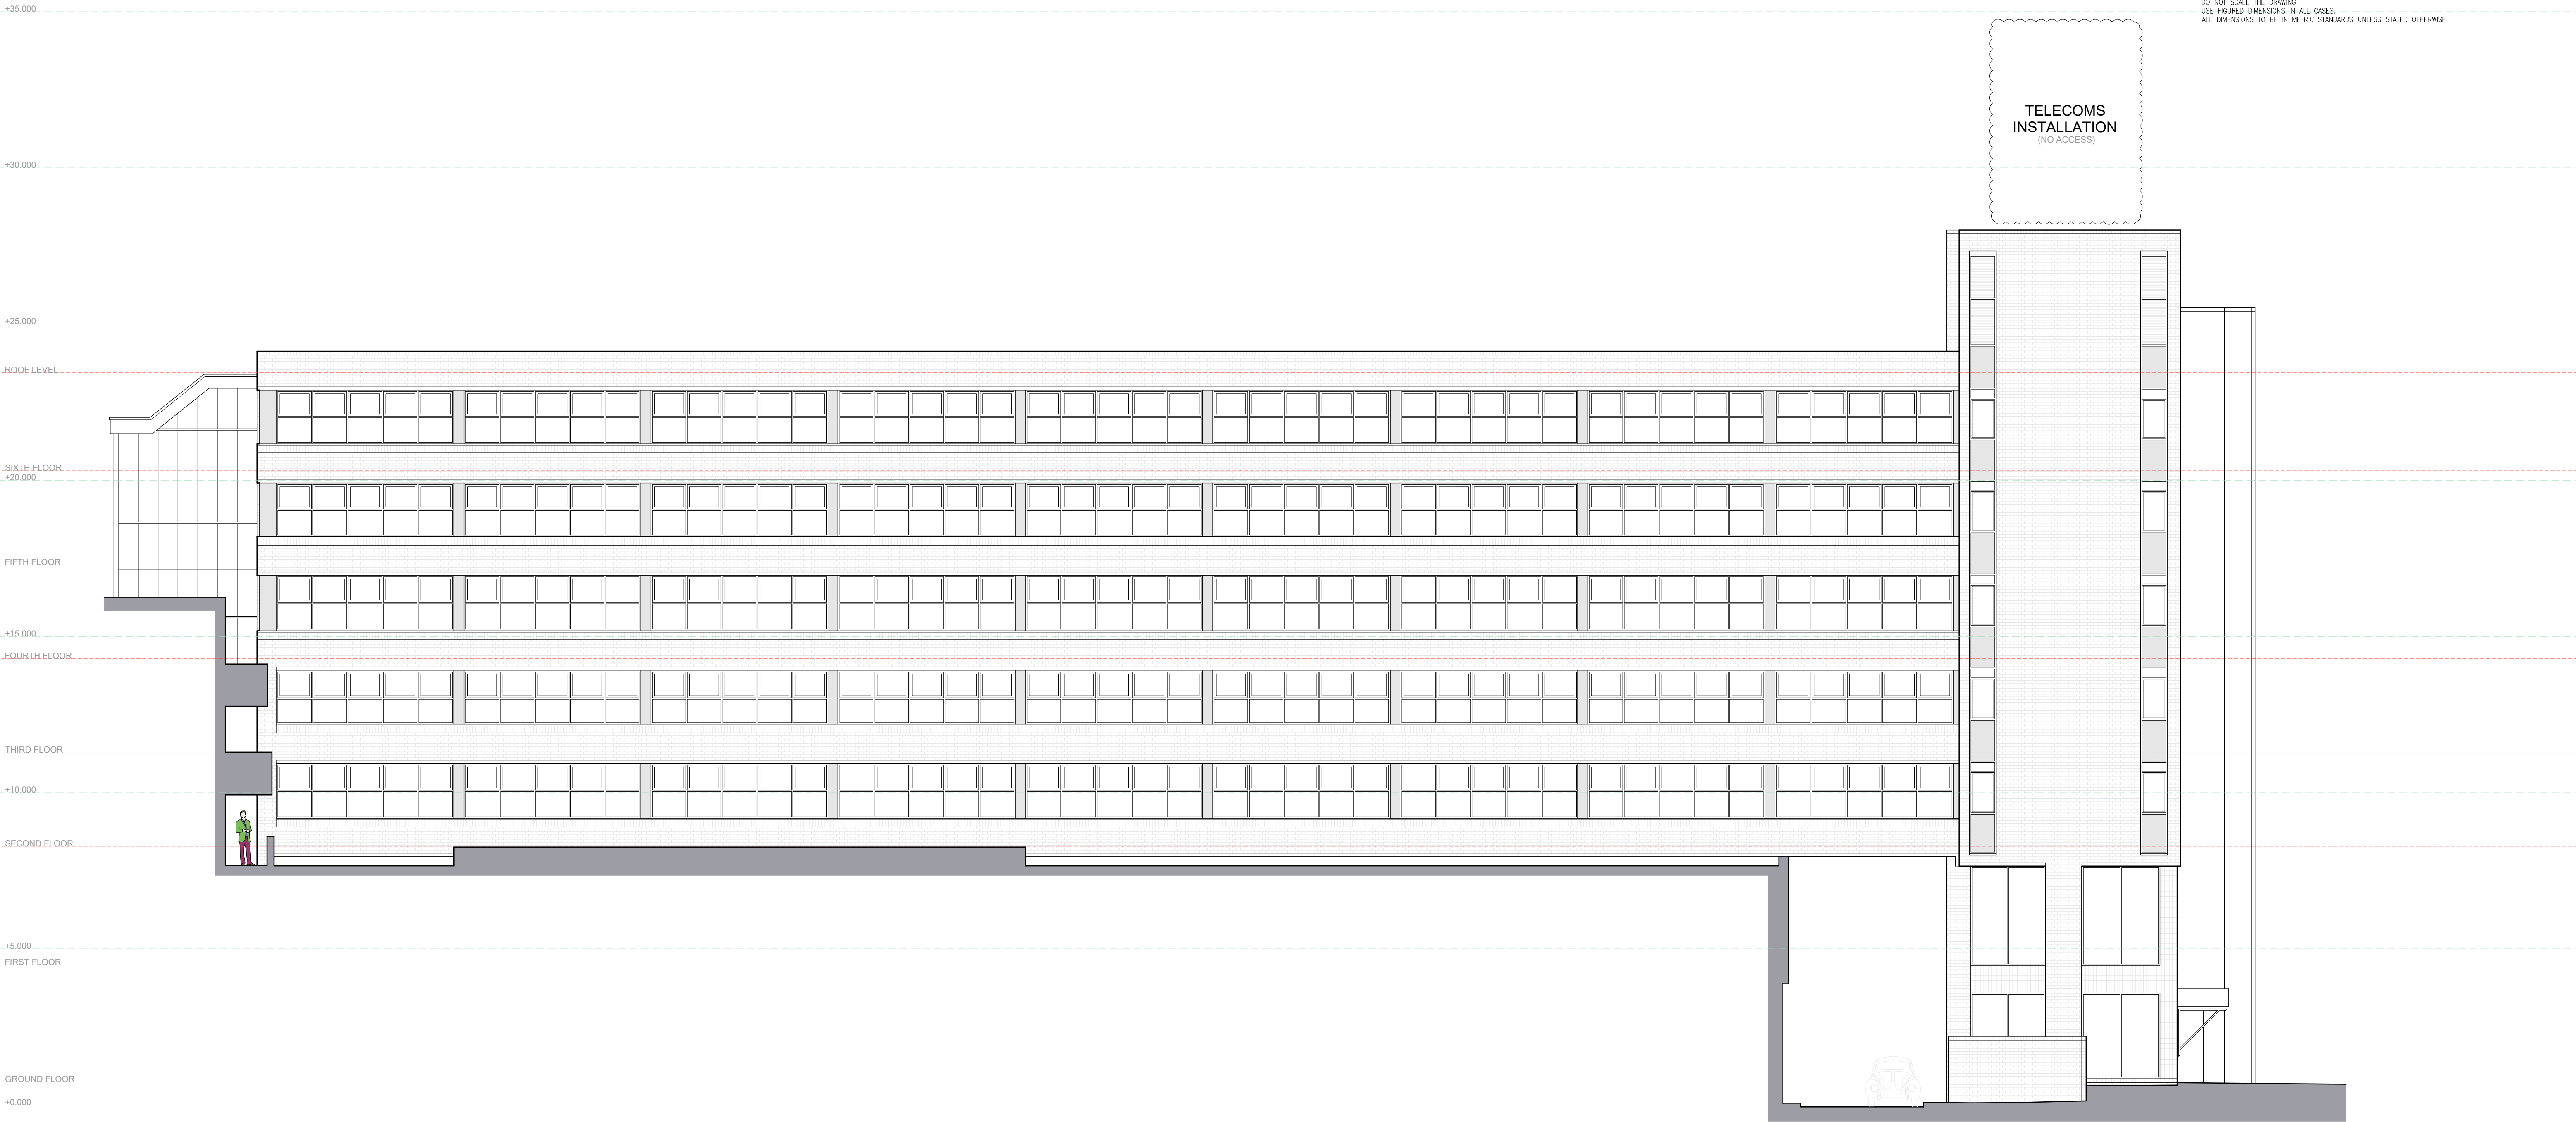 +35.000
DO NOT SCALE THE DRAWING.
USE FIGURED DIMENSIONS IN ALL CASES.
ALL DIMENSIONS TO BE IN METRIC STANDARDS UNLESS STATED OTHERWISE.
TELECOMS
INSTALLATION
(NO ACCESS)
+30.000
+25.000
ROOF LEVEL
SIXTH FLOOR
+20.000
FIFTH FLOOR
+15.000
FOURTH FLOOR
THIRD FLOOR
+10.000
SECOND FLOOR
+5.000
FIRST FLOOR
GROUND FLOOR
+0.000